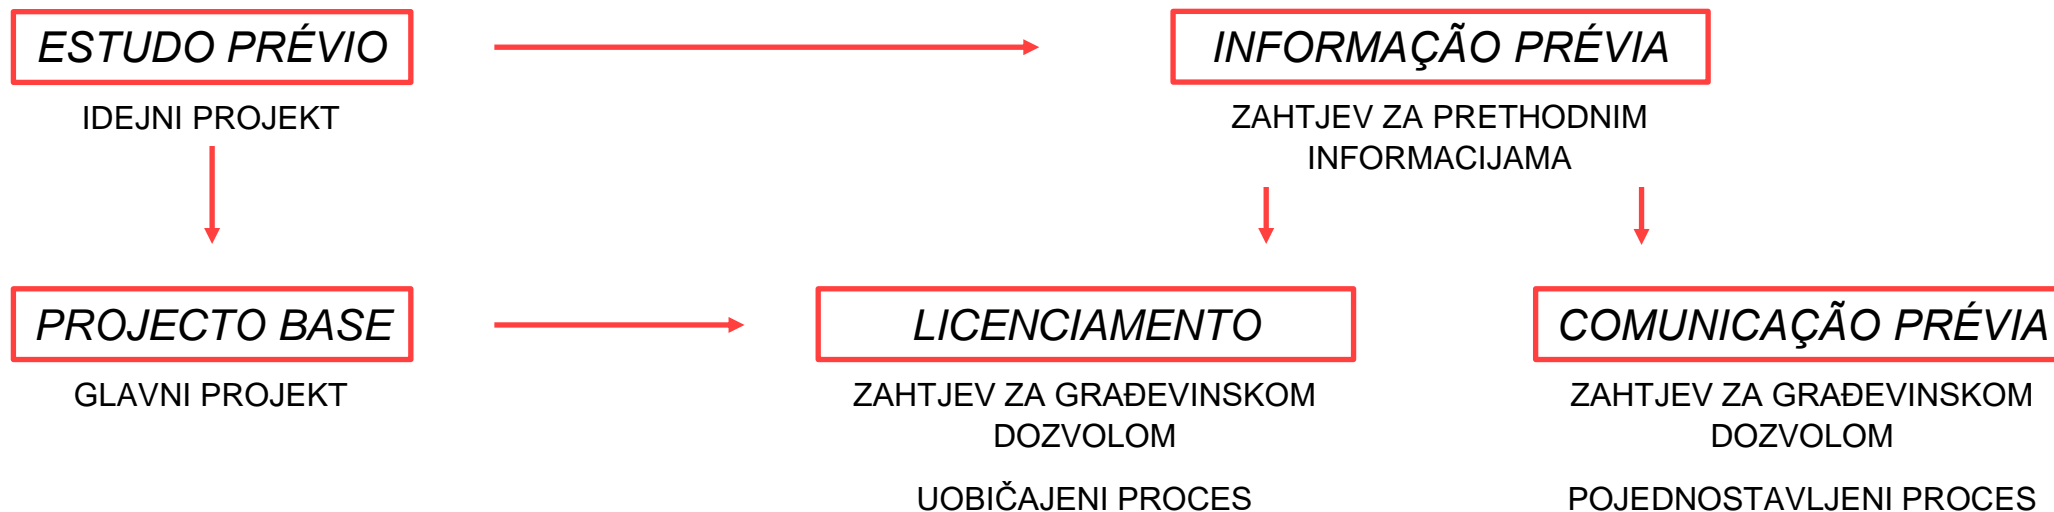 ESTUDO PRÉVIO
INFORMAÇÃO PRÉVIA
IDEJNI PROJEKT
ZAHTJEV ZA PRETHODNIM
INFORMACIJAMA
PROJECTO BASE
LICENCIAMENTO
COMUNICAÇÃO PRÉVIA
GLAVNI PROJEKT
ZAHTJEV ZA GRAĐEVINSKOM
DOZVOLOM
UOBIČAJENI PROCES
ZAHTJEV ZA GRAĐEVINSKOM
DOZVOLOM
POJEDNOSTAVLJENI PROCES